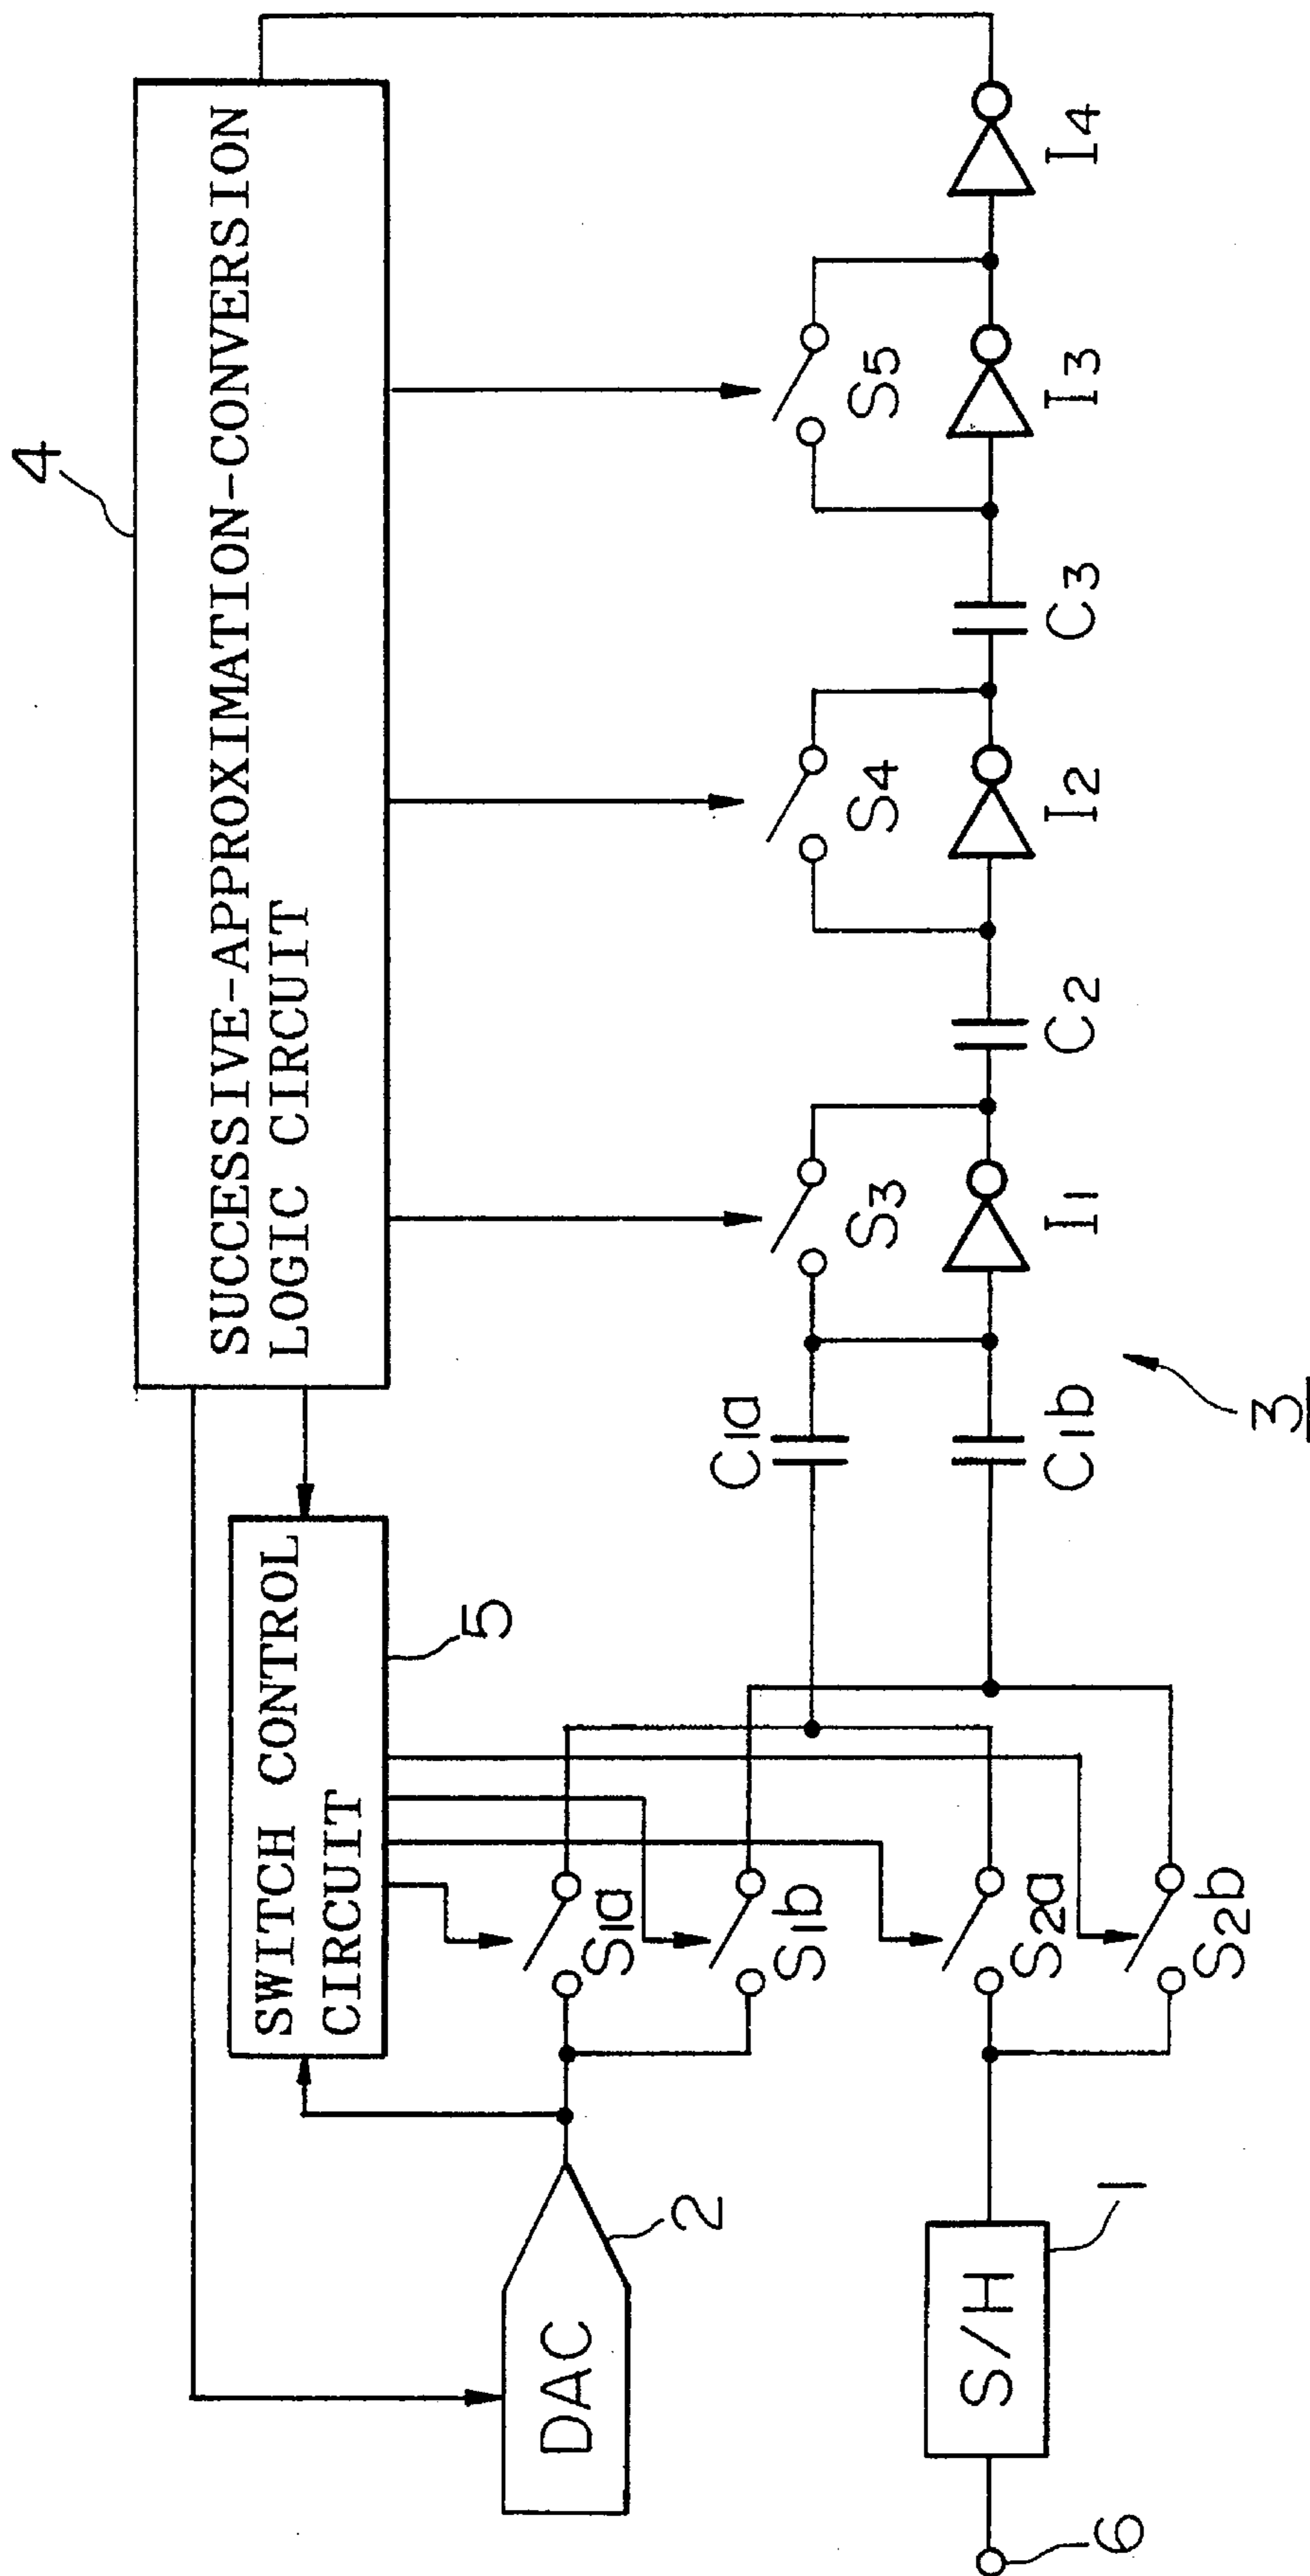 4
SUCCESSIVE-APPROXIMATION-CONVERSION
LOGIC CIRCUIT
SWITCH CONTROL
CIRCUIT
5
DAC
2
S1a
S1b
S2a
S2b
C1a
C1b
S3
S4
S5
I1
C2
I2
C3
I3
I4
3
S/H
1
6